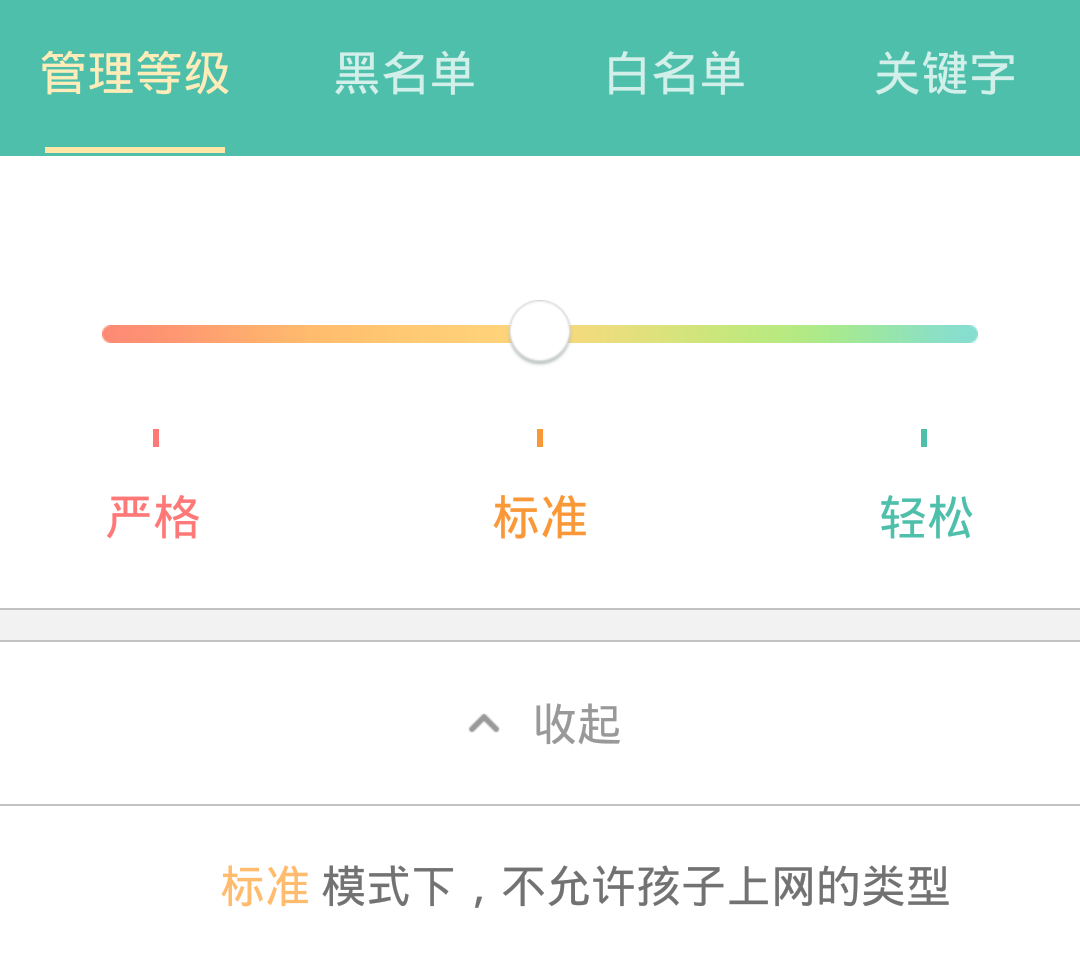 管理等级 黑名单 白名单 关键字
严格 标准 轻松
收起
标准 模式下，不允许孩子上网的类型